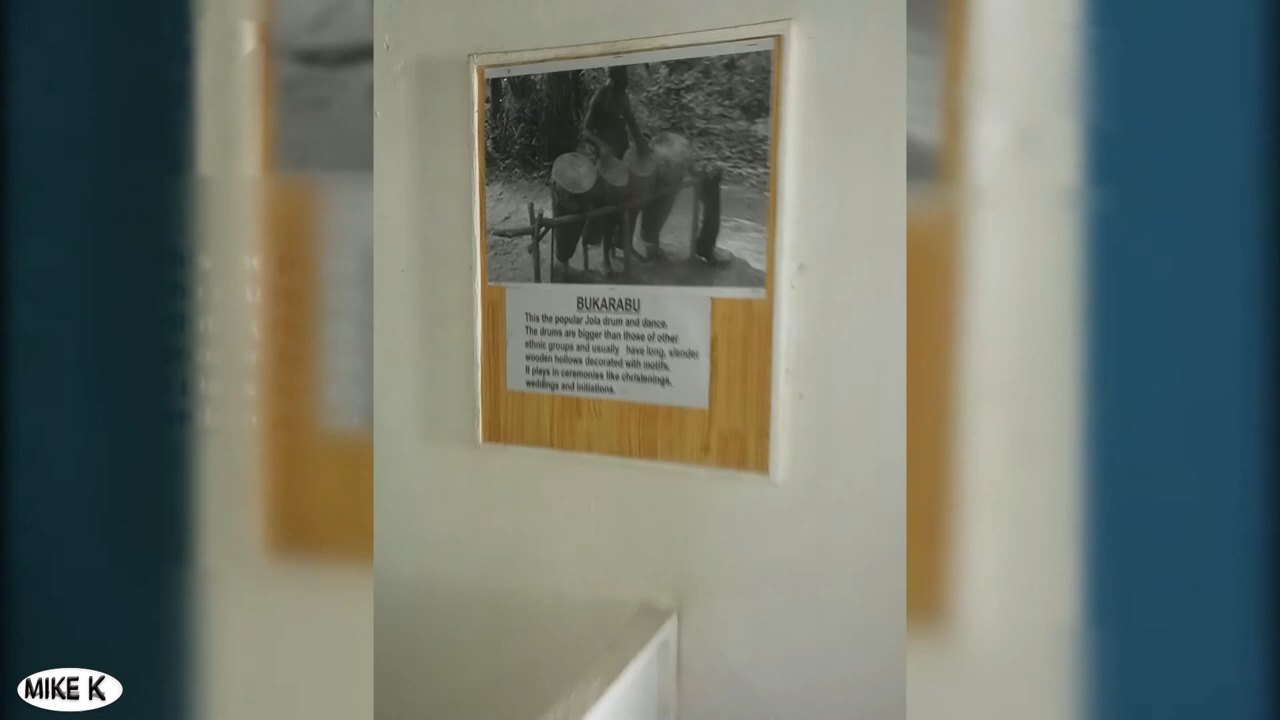 BUKARABU
This the popular Jola drum and dance.
The drums are bigger than those of other
ethnic groups and usually have long, slender
wooden hollows decorated with motifs.
It plays in ceremonies like christenings,
weddings and initiations.
MIKE K